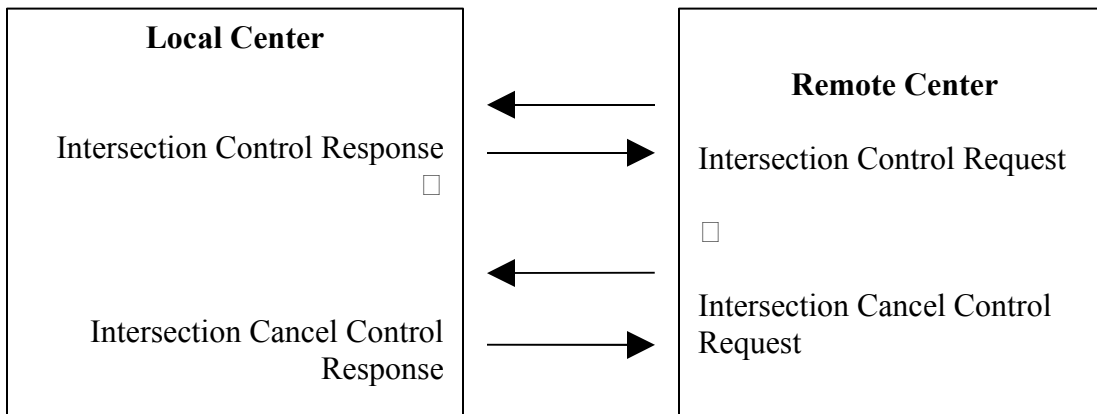 Local Center
Intersection Control Response
Intersection Cancel Control
Response
Remote Center
Intersection Control Request
Intersection Cancel Control
Request